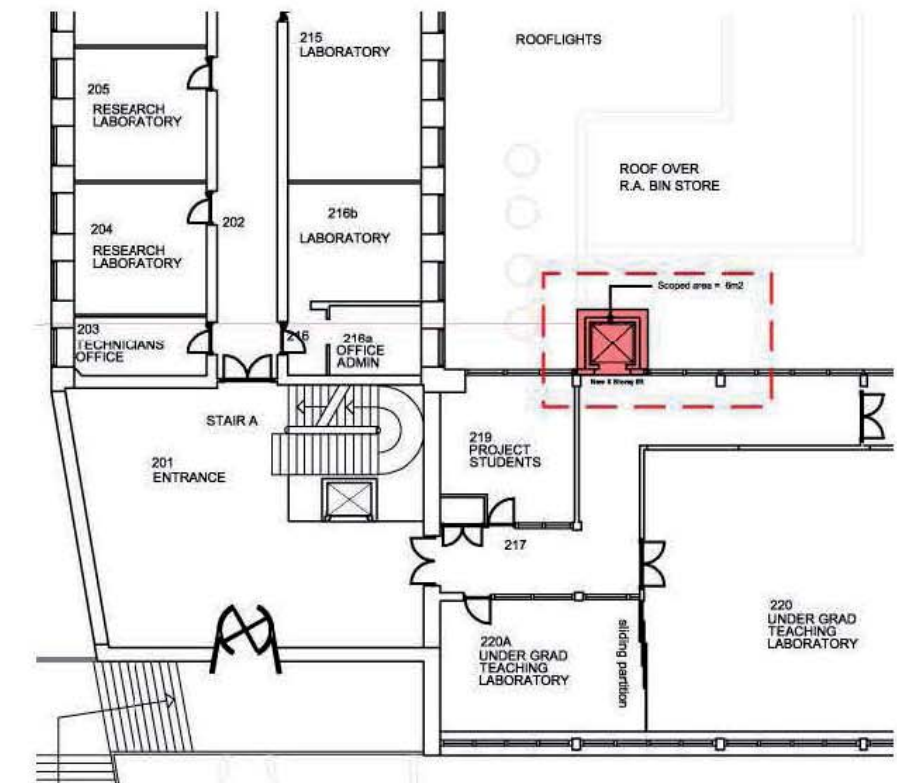 215
LABORATORY
ROOFLIGHTS
205
RESEARCH
LABORATORY
ROOF OVER
R.A. BIN STORE
216b
LABORATORY
202
204
RESEARCH
LABORATORY
Scoped area = 6m2
203
TECHNICIANS
OFFICE
216
216a
OFFICE
ADMIN
STAIR A
219
PROJECT
STUDENTS
201
ENTRANCE
217
220
UNDER GRAD
TEACHING
LABORATORY
220A
UNDER GRAD
TEACHING
LABORATORY
sliding partition